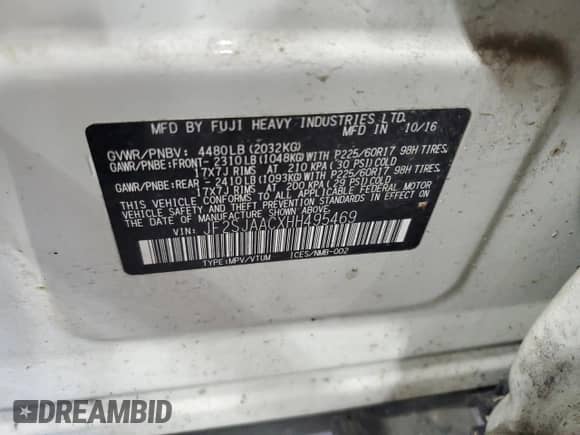 MFD BY FUJI HEAVY INDUSTRIES LTD.
MADE IN 10/16
GVWR/PNBV: 4480LB(2032KG)
GAWR/PNBE:FRONT- 2310LB(1048KG)WITH P225/60R17 98H TIRES,
17X7J RIMS AT 210 KPA(30 PSI)COLD
GAWR/PNBE:REAR -2410LB(1093KG)WITH P225/60R17 98H TIRES,
17X7J RIMS AT 200 KPA(29 PSI)COLD
THIS VEHICLE CONFORMS TO ALL APPLICABLE FEDERAL MOTOR
VEHICLE SAFETY, BUMPER, AND THEFT PREVENTION STANDARDS IN EFFECT ON
THE DATE OF MANUFACTURE SHOWN ABOVE.
VIN: JF2SJAACXHH495469
TYPE:MPV/VTUM ICES/NMB-002
DREAMBID